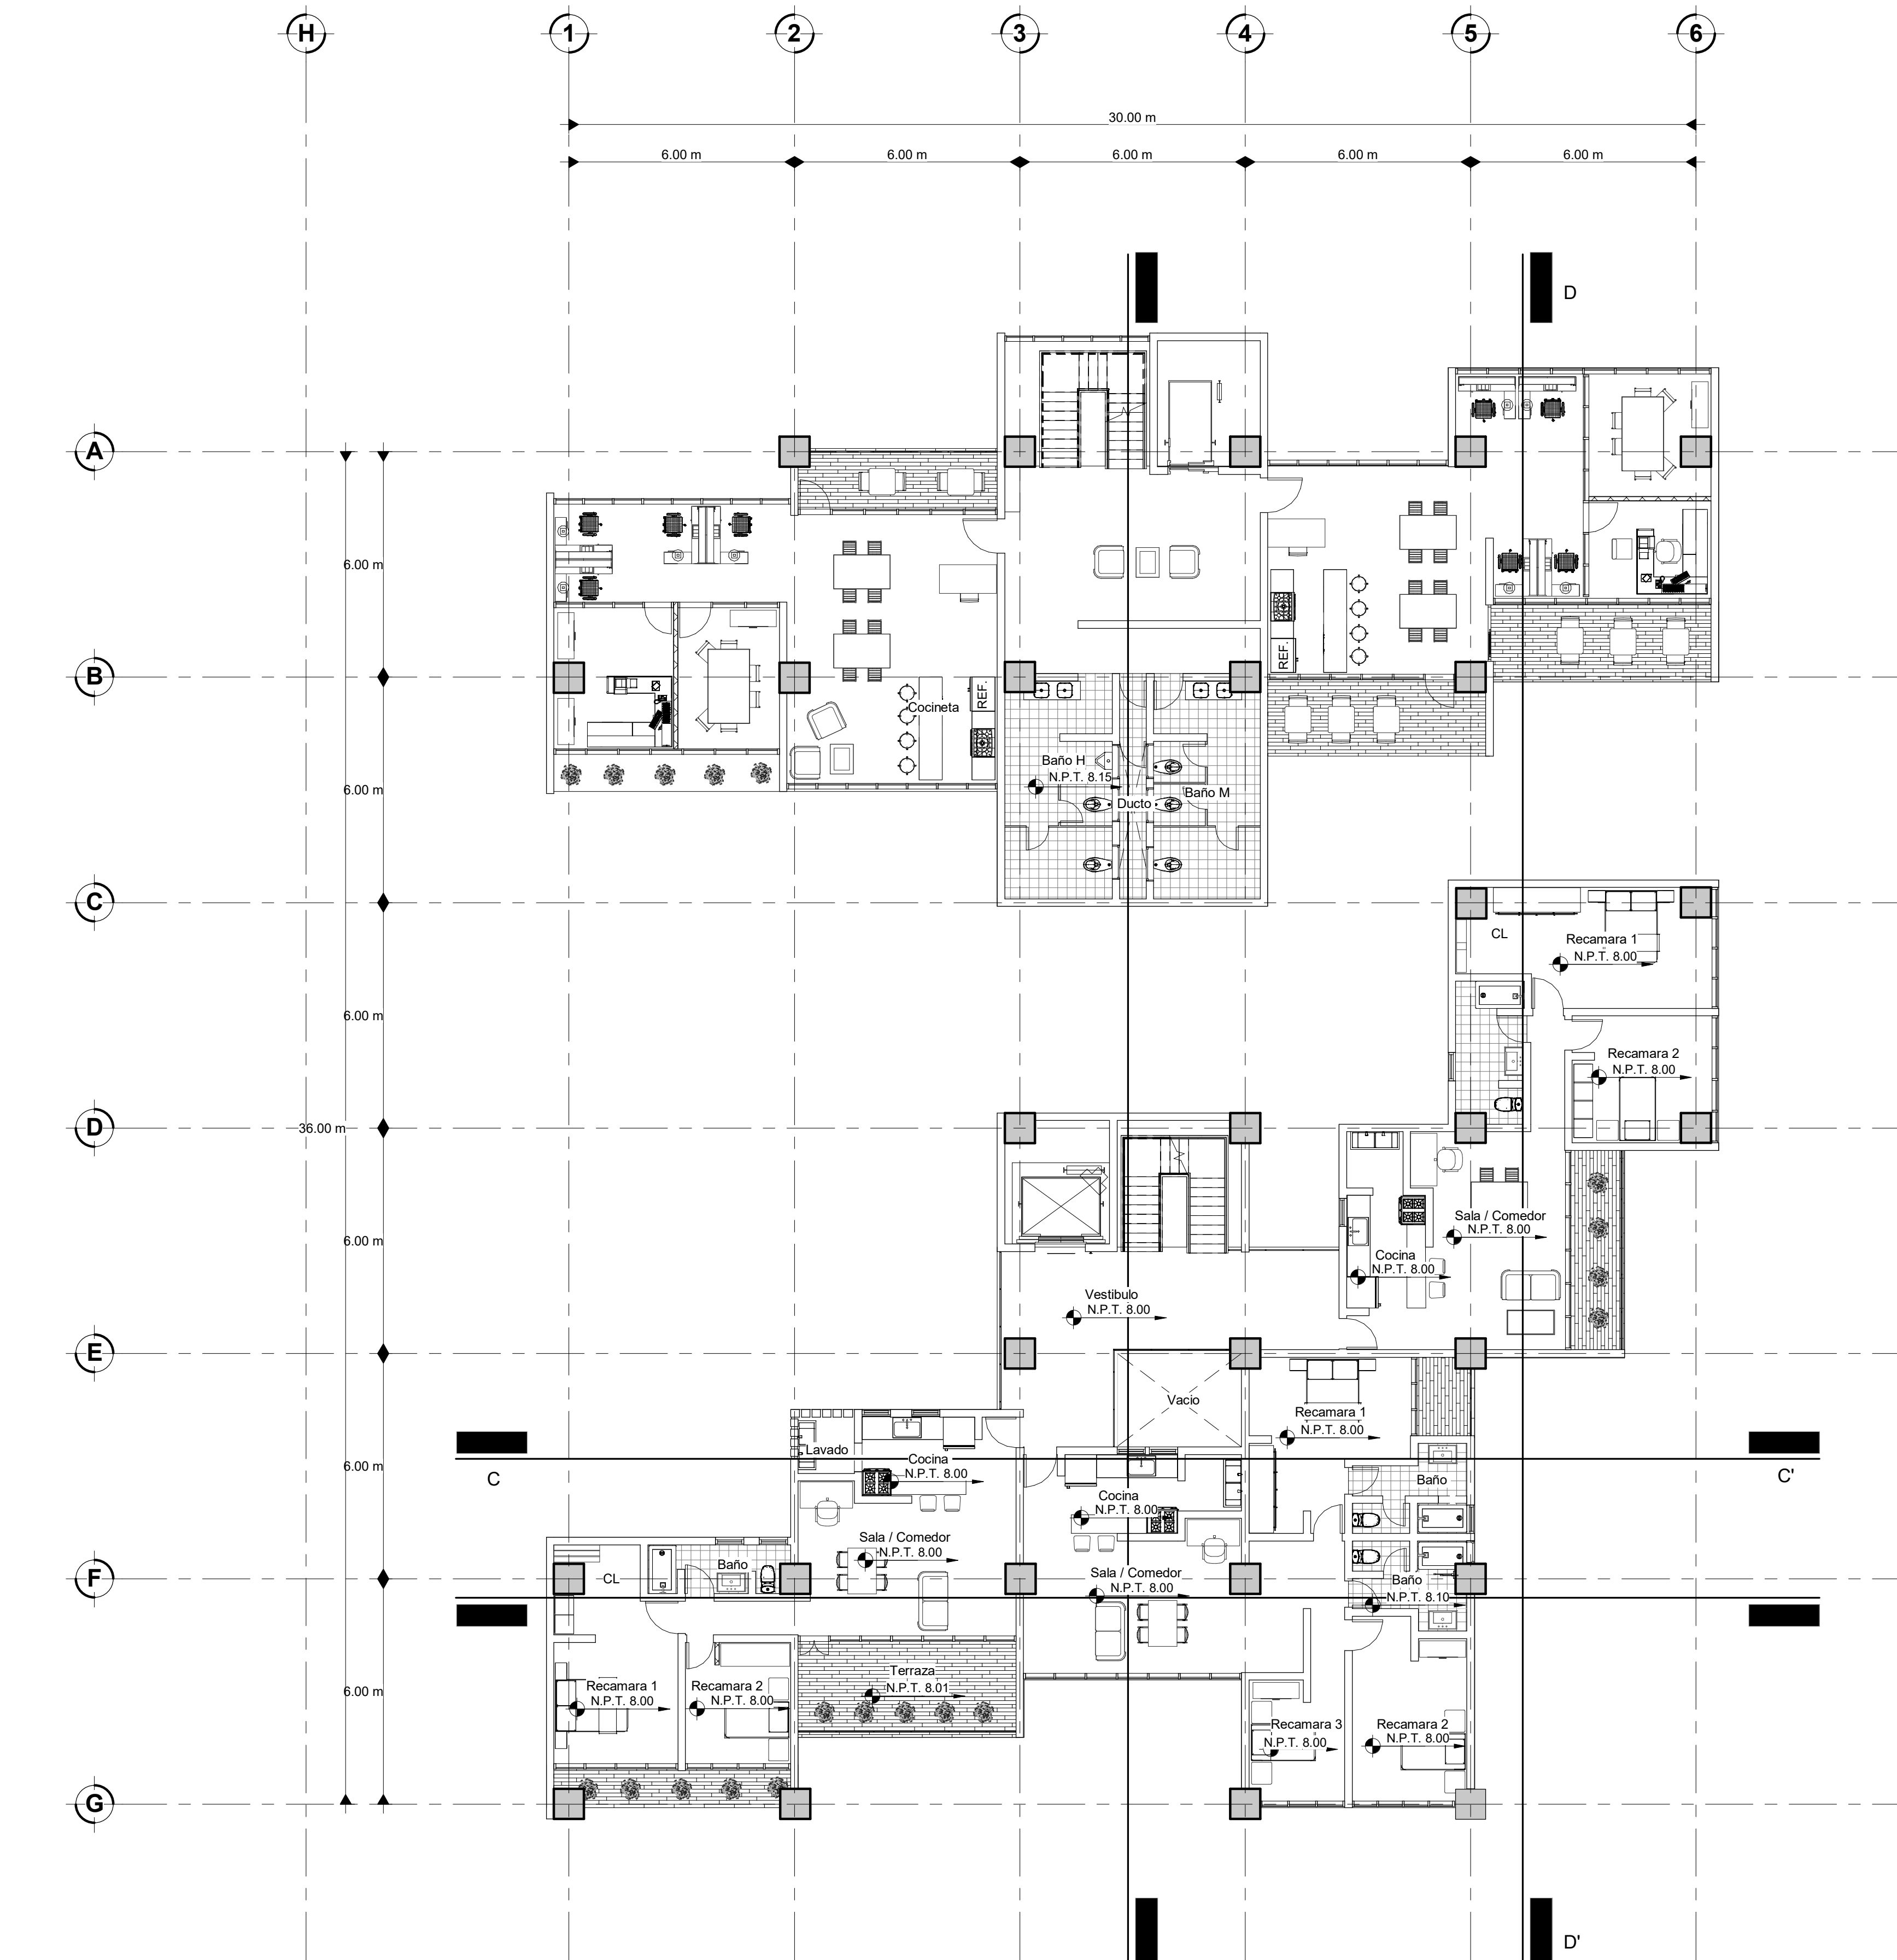 H
1
2
3
4
5
6
30.00 m
6.00 m
6.00 m
6.00 m
6.00 m
6.00 m
D
A
6.00 m
REF.
B
REF.
Cocineta
Baño H
N.P.T. 8.15
6.00 m
Baño M
Ducto
C
CL
Recamara 1
N.P.T. 8.00
6.00 m
Recamara 2
N.P.T. 8.00
D
36.00 m
Sala / Comedor
N.P.T. 8.00
6.00 m
Cocina
N.P.T. 8.00
Vestibulo
N.P.T. 8.00
E
Vacio
Recamara 1
N.P.T. 8.00
Lavado
Cocina
N.P.T. 8.00
6.00 m
C
C'
Baño
Cocina
N.P.T. 8.00
Sala / Comedor
N.P.T. 8.00
Baño
CL
F
Sala / Comedor
N.P.T. 8.00
Baño
N.P.T. 8.10
Terraza
N.P.T. 8.01
Recamara 1
N.P.T. 8.00
Recamara 2
N.P.T. 8.00
6.00 m
Recamara 3
N.P.T. 8.00
Recamara 2
N.P.T. 8.00
G
D'